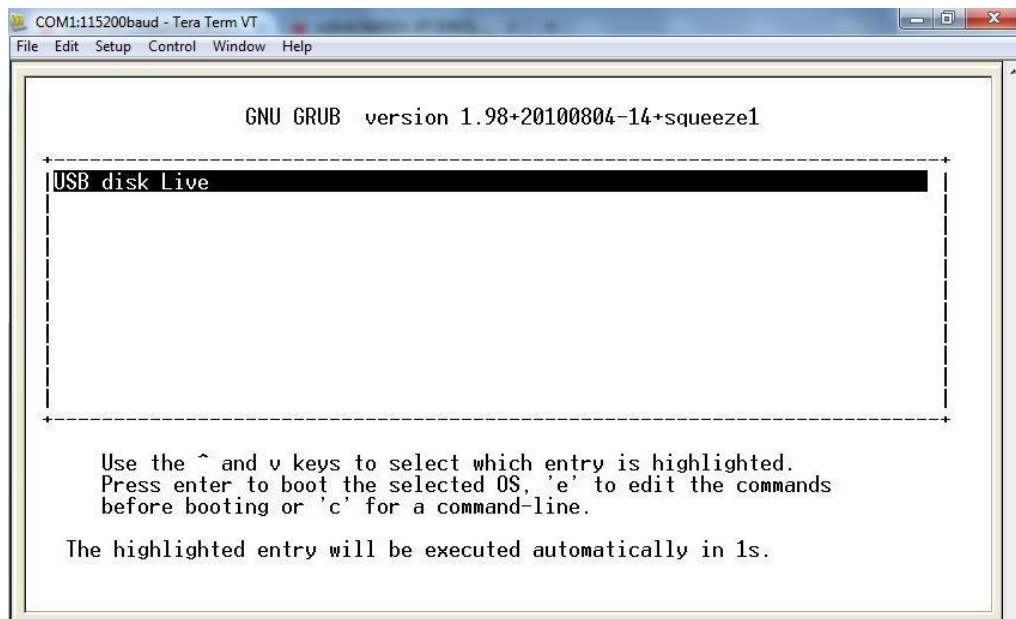 COM1:115200baud - Tera Term VT
File Edit Setup Control Window Help
GNU GRUB version 1.98+20100804-14+squeeze1
USB disk Live
Use the ^ and v keys to select which entry is highlighted.
Press enter to boot the selected OS, 'e' to edit the commands
before booting or 'c' for a command-line.
The highlighted entry will be executed automatically in 1s.